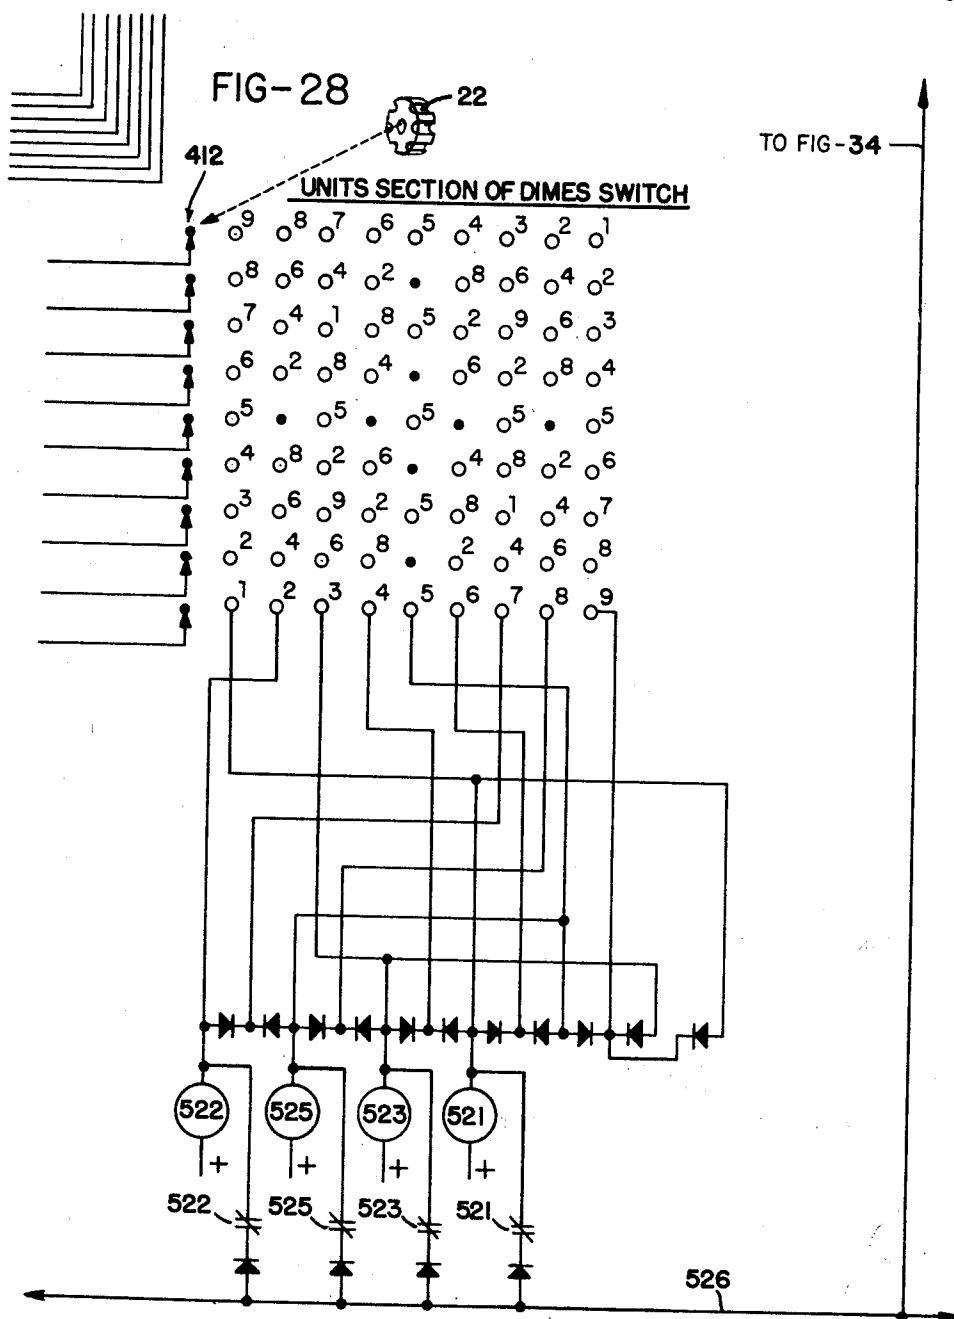 FIG-28
22
TO FIG-34
412
UNITS SECTION OF DIMES SWITCH
9 8 7 6 5 4 3 2 1
8 6 4 2 8 6 4 2
7 4 1 8 5 2 9 6 3
6 2 8 4 6 2 8 4
5 5 5 5 5
4 8 2 6 4 8 2 6
3 6 9 2 5 8 1 4 7
2 4 6 8 2 4 6 8
1 2 3 4 5 6 7 8 9
522 525 523 521
+ + + +
522 525 523 521
526